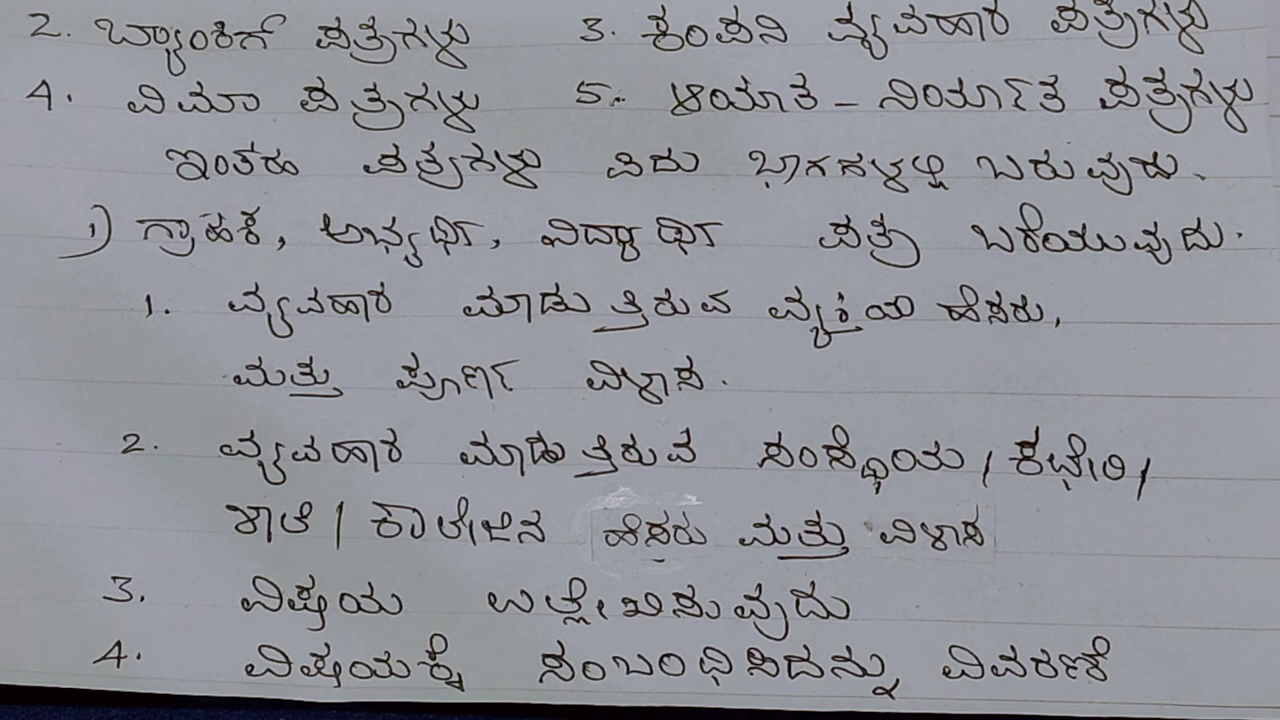 2. ಬ್ಯಾಂಕಿಂಗ್ ಪತ್ರಗಳು 3. ಕಂಪನಿ ವ್ಯವಹಾರ ಪತ್ರಗಳು
4. ವಿಮಾ ಪತ್ರಗಳು 5. ಆಯಾತ - ನಿರ್ಯಾತ ಪತ್ರಗಳು
ಇಂತಹ ಪತ್ರಗಳು ಐದು ಭಾಗಗಳಲ್ಲಿ ಬರುವುದು.
1) ಗ್ರಾಹಕ, ಅಭ್ಯರ್ಥಿ, ವಿದ್ಯಾರ್ಥಿ ಪತ್ರ ಬರೆಯುವುದು.
1. ವ್ಯವಹಾರ ಮಾಡುತ್ತಿರುವ ವ್ಯಕ್ತಿಯ ಹೆಸರು,
ಮತ್ತು ಪೂರ್ಣ ವಿಳಾಸ.
2. ವ್ಯವಹಾರ ಮಾಡುತ್ತಿರುವ ಸಂಸ್ಥೆಯ / ಕಛೇರಿ /
ಶಾಲೆ / ಕಾಲೇಜಿನ ಹೆಸರು ಮತ್ತು ವಿಳಾಸ
3. ವಿಷಯ ಉಲ್ಲೇಖಿಸುವುದು
4. ವಿಷಯಕ್ಕೆ ಸಂಬಂಧಿಸಿದನ್ನು ವಿವರಣೆ